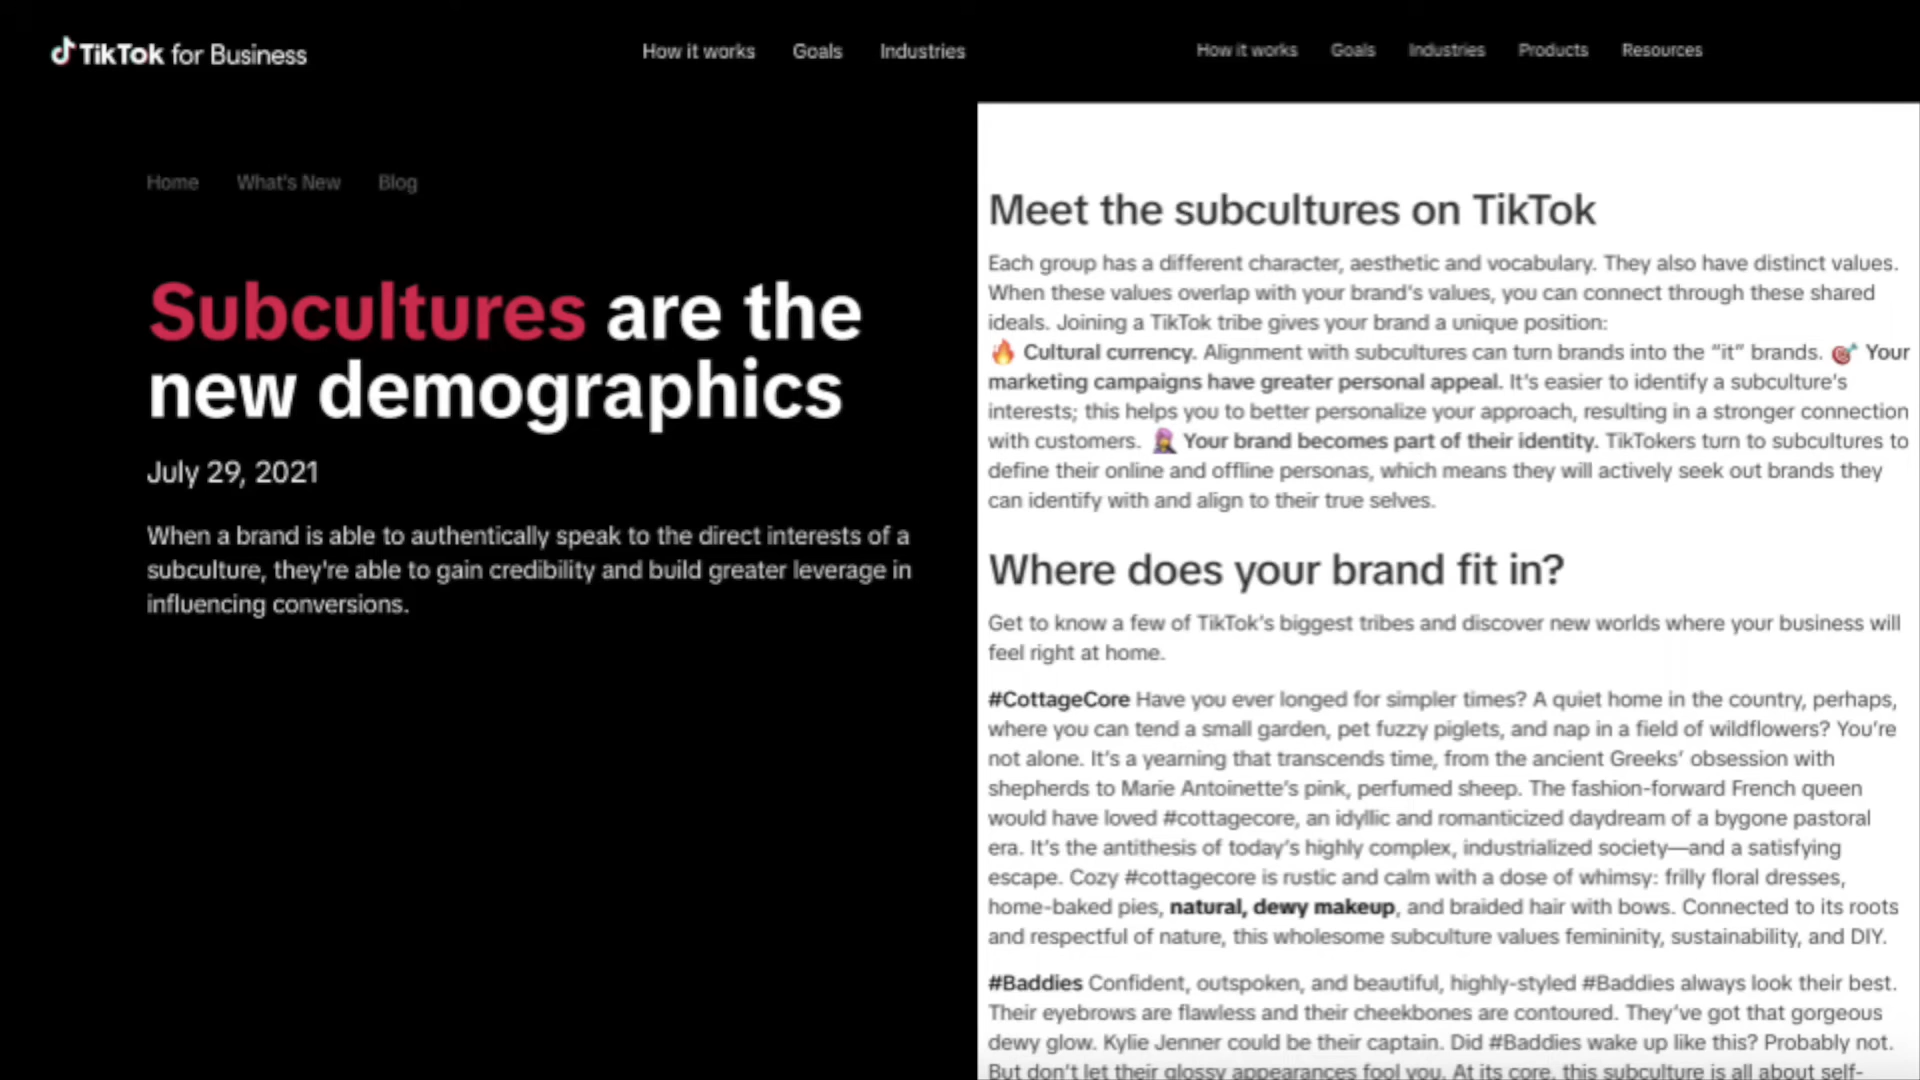 TikTok for Business
How it works Goals Industries
Home What's New Blog
Subcultures are the
new demographics
July 29, 2021
When a brand is able to authentically speak to the direct interests of a
subculture, they're able to gain credibility and build greater leverage in
influencing conversions.
How it works Goals Industries Products Resources
Meet the subcultures on TikTok
Each group has a different character, aesthetic and vocabulary. They also have distinct values.
When these values overlap with your brand's values, you can connect through these shared
ideals. Joining a TikTok tribe gives your brand a unique position:
🔥 Cultural currency. Alignment with subcultures can turn brands into the “it” brands. 🎯 Your
marketing campaigns have greater personal appeal. It's easier to identify a subculture's
interests; this helps you to better personalize your approach, resulting in a stronger connection
with customers. Your brand becomes part of their identity. TikTokers turn to subcultures to
define their online and offline personas, which means they will actively seek out brands they
can identify with and align to their true selves.
Where does your brand fit in?
Get to know a few of TikTok's biggest tribes and discover new worlds where your business will
feel right at home.
#CottageCore Have you ever longed for simpler times? A quiet home in the country, perhaps,
where you can tend a small garden, pet fuzzy piglets, and nap in a field of wildflowers? You're
not alone. It's a yearning that transcends time, from the ancient Greeks' obsession with
shepherds to Marie Antoinette's pink, perfumed sheep. The fashion-forward French queen
would have loved #cottagecore, an idyllic and romanticized daydream of a bygone pastoral
era. It's the antithesis of today's highly complex, industrialized society—and a satisfying
escape. Cozy #cottagecore is rustic and calm with a dose of whimsy: frilly floral dresses,
home-baked pies, natural, dewy makeup, and braided hair with bows. Connected to its roots
and respectful of nature, this wholesome subculture values femininity, sustainability, and DIY.
#Baddies Confident, outspoken, and beautiful, highly-styled #Baddies always look their best.
Their eyebrows are flawless and their cheekbones are contoured. They've got that gorgeous
dewy glow. Kylie Jenner could be their captain. Did #Baddies wake up like this? Probably not.
But don't let their glossy appearances fool you. At its core, this subculture is all about self-